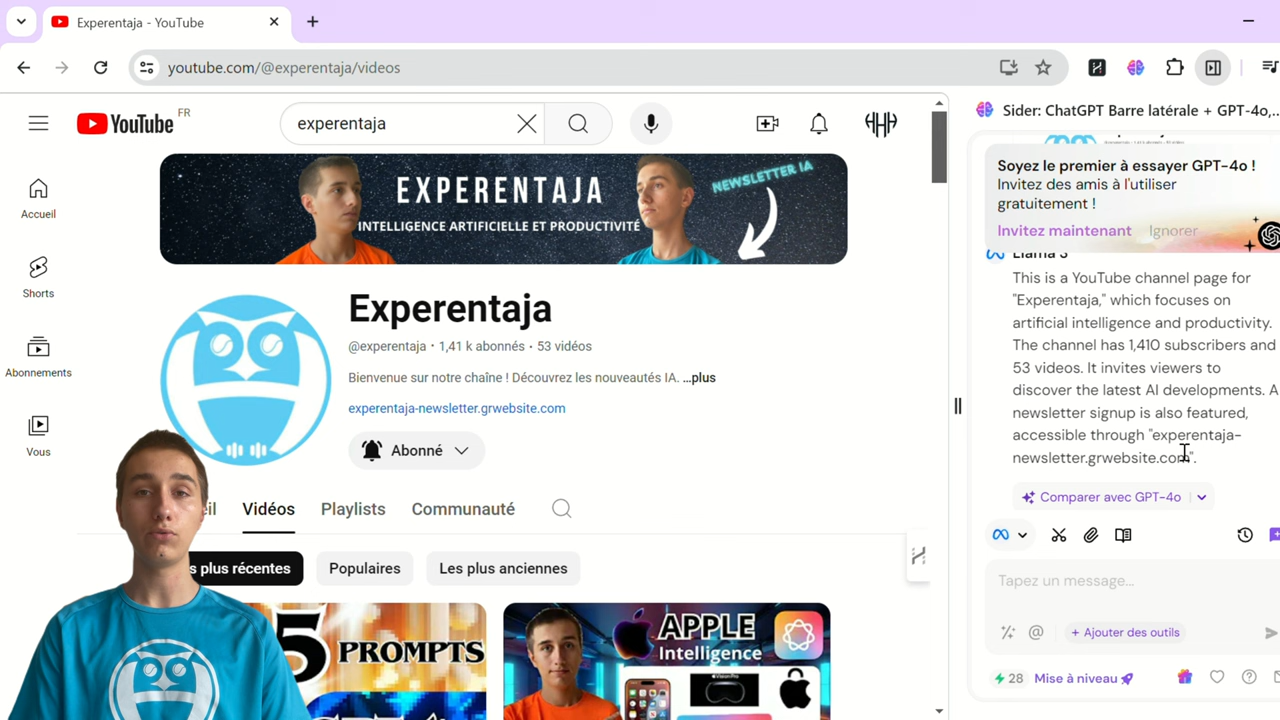 Experentaja - YouTube
youtube.com/@experentaja/videos
YouTube FR
experentaja
Accueil
Shorts
Abonnements
Vous
EXPERENTAJA
INTELLIGENCE ARTIFICIELLE ET PRODUCTIVITÉ
NEWSLETTER IA
Experentaja
@experentaja • 1,41 k abonnés • 53 vidéos
Bienvenue sur notre chaîne ! Découvrez les nouveautés IA. ...plus
experentaja-newsletter.grwebsite.com
Abonné
il Vidéos Playlists Communauté
s plus récentes Populaires Les plus anciennes
5 PROMPTS
APPLE
Intelligence
Sider: ChatGPT Barre latérale + GPT-4o,...
Soyez le premier à essayer GPT-4o !
Invitez des amis à l'utiliser
gratuitement !
Invitez maintenant Ignorer
Llama 3
This is a YouTube channel page for
"Experentaja," which focuses on
artificial intelligence and productivity.
The channel has 1,410 subscribers and
53 videos. It invites viewers to
discover the latest AI developments. A
newsletter signup is also featured,
accessible through "experentaja-
newsletter.grwebsite.com".
Comparer avec GPT-4o
Tapez un message...
+ Ajouter des outils
28 Mise à niveau